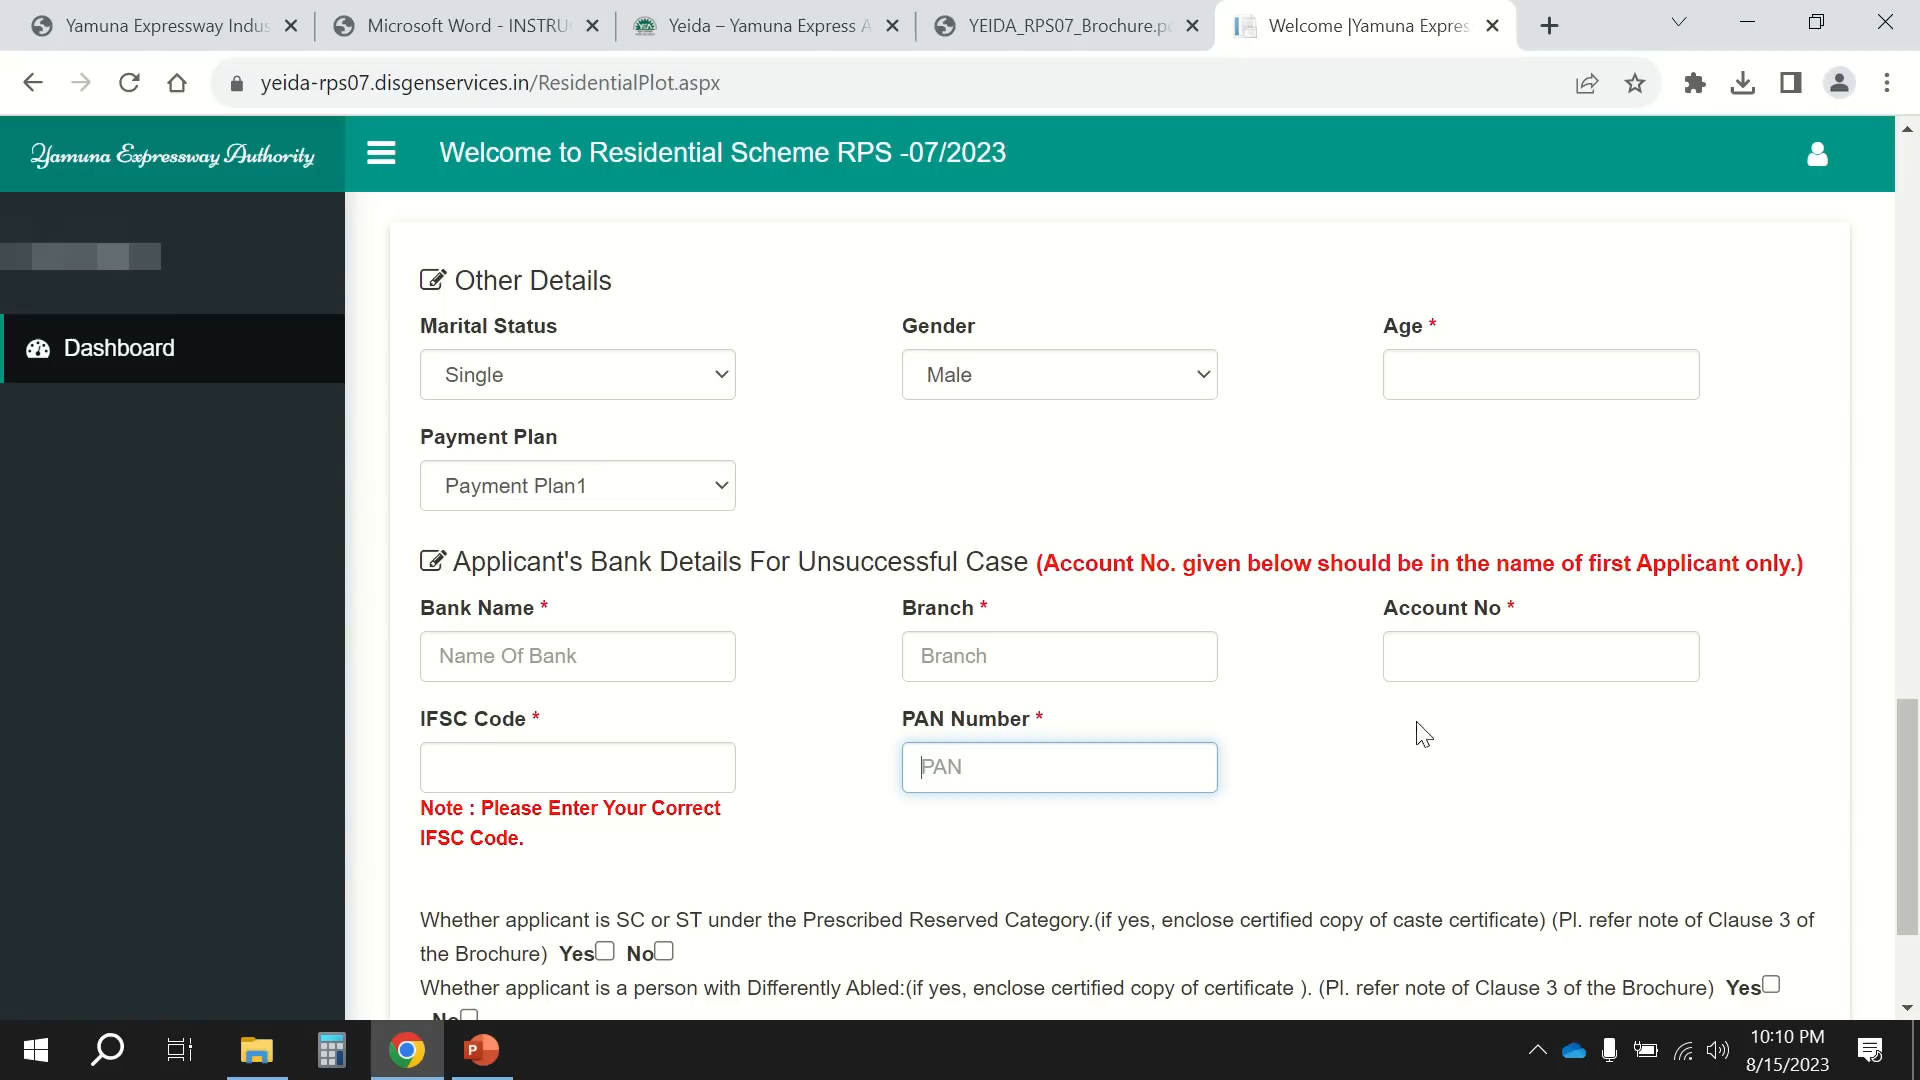 Yamuna Expressway Indus
Microsoft Word - INSTRU
Yeida – Yamuna Express A
YEIDA_RPS07_Brochure.pd
Welcome |Yamuna Expres
yeida-rps07.disgenservices.in/ResidentialPlot.aspx
Yamuna Expressway Authority
Welcome to Residential Scheme RPS -07/2023
Dashboard
Other Details
Marital Status
Gender
Age *
Single
Male
Payment Plan
Payment Plan1
Applicant's Bank Details For Unsuccessful Case (Account No. given below should be in the name of first Applicant only.)
Bank Name *
Branch *
Account No *
Name Of Bank
Branch
IFSC Code *
PAN Number *
PAN
Note : Please Enter Your Correct
IFSC Code.
Whether applicant is SC or ST under the Prescribed Reserved Category.(if yes, enclose certified copy of caste certificate) (Pl. refer note of Clause 3 of
the Brochure) Yes No
Whether applicant is a person with Differently Abled:(if yes, enclose certified copy of certificate ). (Pl. refer note of Clause 3 of the Brochure) Yes
No
10:10 PM
8/15/2023